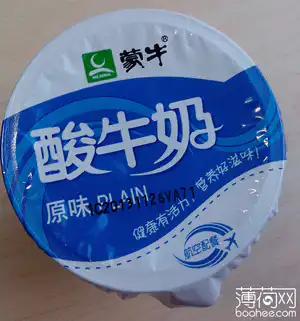 蒙牛®
MENGNIU
酸牛奶
原味 PLAIN
NC20131126VA71
健康有活力,营养好滋味!
航空配餐
薄荷网
boohee.com